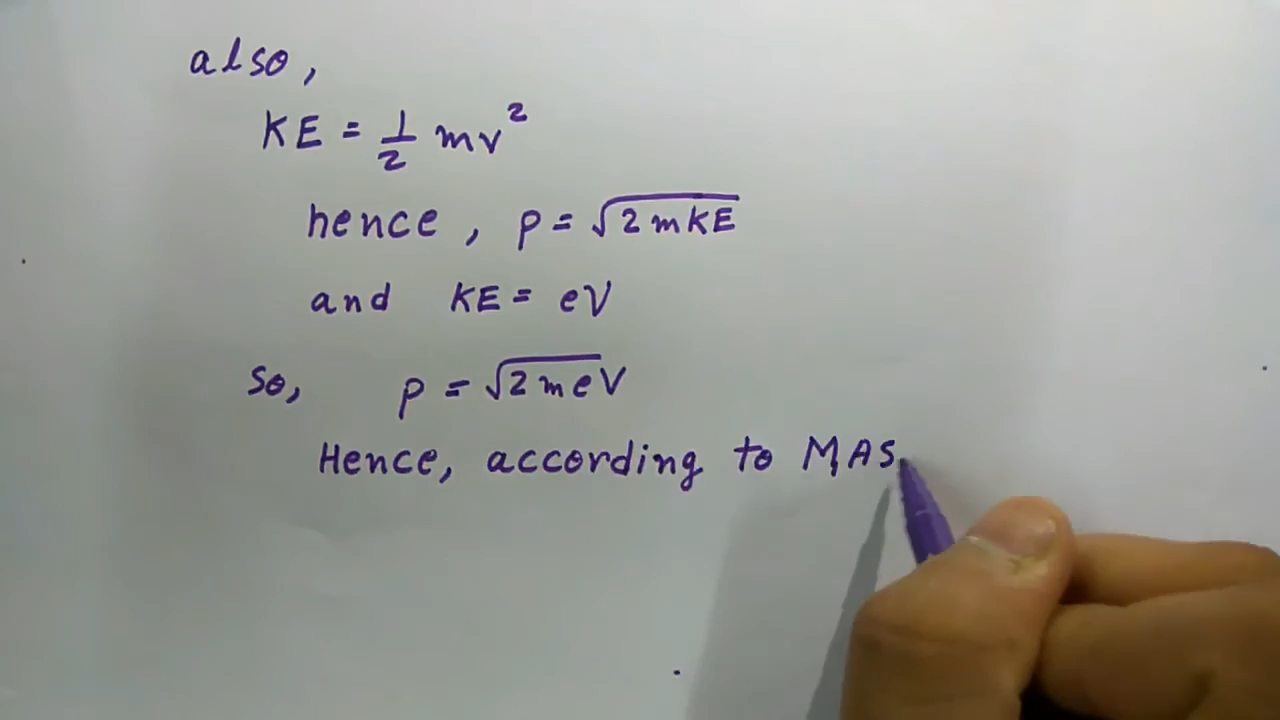 also,
KE = 1/2 mv²
hence, p = √2mKE
and KE = eV
so, p = √2meV
Hence, according to MAS